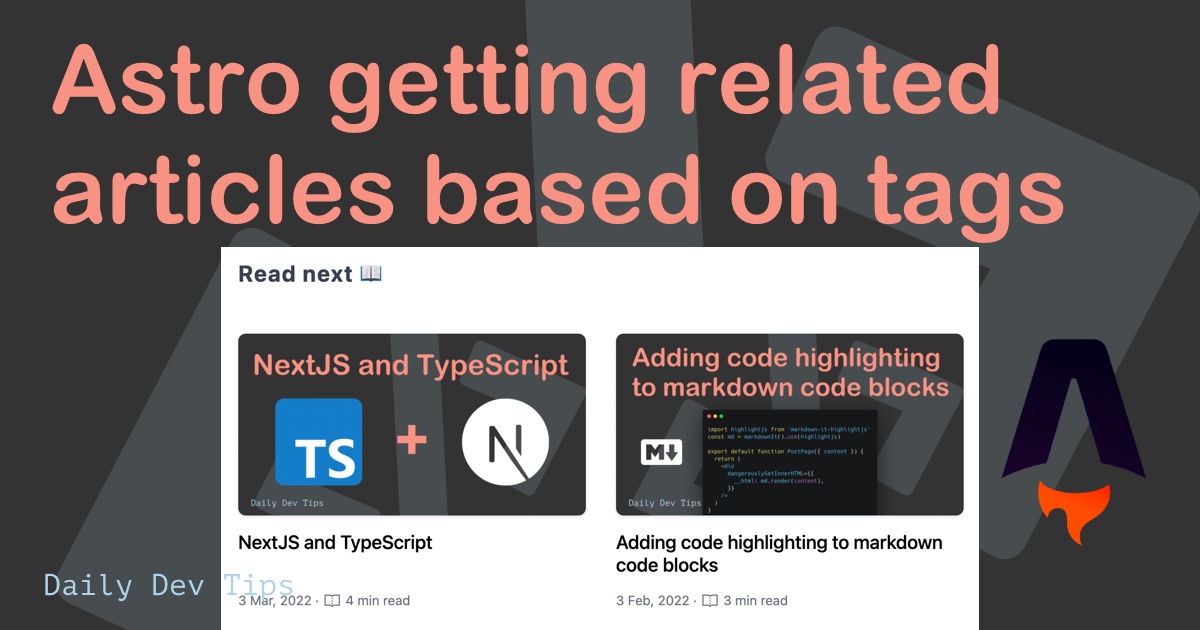 Astro getting related
articles based on tags
Read next 📖
NextJS and TypeScript
TS
+
N
Daily Dev Tips
Adding code highlighting
to markdown code blocks
M
import highlightjs from 'markdown-it-highlightjs'
const md = markdownIt().use(highlightjs)
export default function PostPage({ content }) {
return (
<div
dangerouslySetInnerHTML={{
__html: md.render(content),
}}
/>
)
}
Daily Dev Tips
NextJS and TypeScript
3 Mar, 2022 · 4 min read
Adding code highlighting to markdown
code blocks
3 Feb, 2022 · 3 min read
Daily Dev Tips